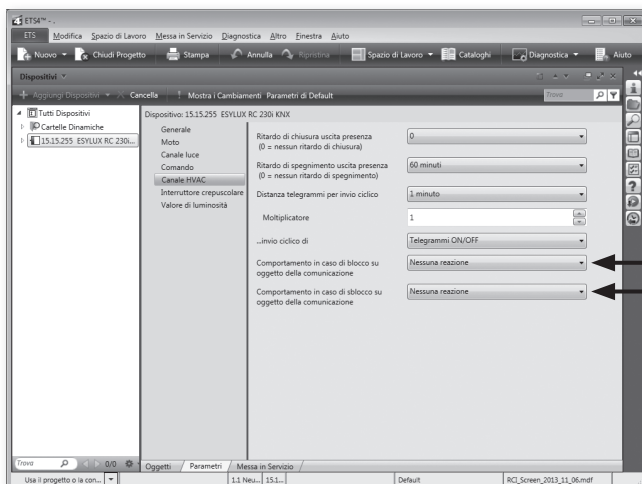 ETS4™ - .
ETS Modifica Spazio di Lavoro Messa in Servizio Diagnostica Altro Finestra Aiuto
Nuovo Chiudi Progetto Stampa Annulla Ripristina Spazio di Lavoro Cataloghi Diagnostica Aiuto
Dispositivi
Aggiungi Dispositivi Cancella Mostra i Cambiamenti Parametri di Default Trova
Tutti Dispositivi
Cartelle Dinamiche
15.15.255 ESYLUX RC 230i...
Dispositivo: 15.15.255 ESYLUX RC 230i KNX
Generale
Moto
Canale luce
Comando
Canale HVAC
Interruttore crepuscolare
Valore di luminosità
Ritardo di chiusura uscita presenza
(0 = nessun ritardo di chiusura)
0
Ritardo di spegnimento uscita presenza
(0 = nessun ritardo di spegnimento)
60 minuti
Distanza telegrammi per invio ciclico
1 minuto
Moltiplicatore
1
...invio ciclico di
Telegrammi ON/OFF
Comportamento in caso di blocco su
oggetto della comunicazione
Nessuna reazione
Comportamento in caso di sblocco su
oggetto della comunicazione
Nessuna reazione
Trova 0/0
Oggetti Parametri Messa in Servizio
Usa il progetto o la con... 1.1 Neu... 15.1... Default RCI_Screen_2013_11_06.mdf